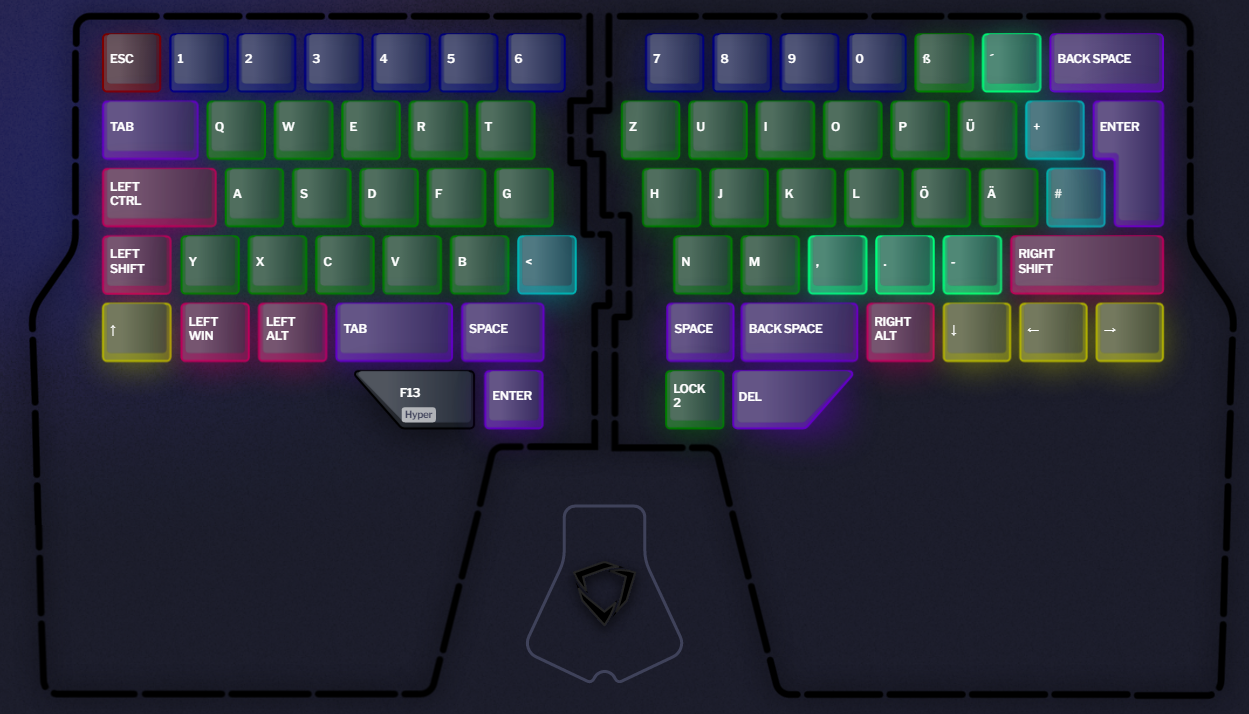 ESC 1 2 3 4 5 6 7 8 9 0 ß ´ BACK SPACE
TAB Q W E R T Z U I O P Ü + ENTER
LEFT CTRL A S D F G H J K L Ö Ä #
LEFT SHIFT Y X C V B < N M , . - RIGHT SHIFT
↑ LEFT WIN LEFT ALT TAB SPACE SPACE BACK SPACE RIGHT ALT ↓ ← →
F13 Hyper ENTER LOCK 2 DEL